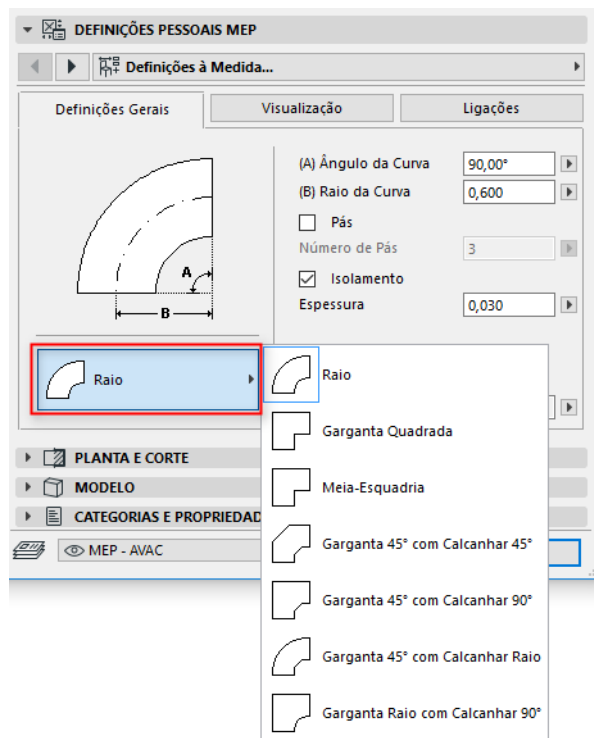 DEFINIÇÕES PESSOAIS MEP
Definições à Medida...
Definições Gerais
Visualização
Ligações
(A) Ângulo da Curva
90,00°
(B) Raio da Curva
0,600
Pás
Número de Pás
3
Isolamento
Espessura
0,030
A
B
Raio
Raio
Garganta Quadrada
Meia-Esquadria
Garganta 45° com Calcanhar 45°
Garganta 45° com Calcanhar 90°
Garganta 45° com Calcanhar Raio
Garganta Raio com Calcanhar 90°
PLANTA E CORTE
MODELO
CATEGORIAS E PROPRIEDAD
MEP - AVAC